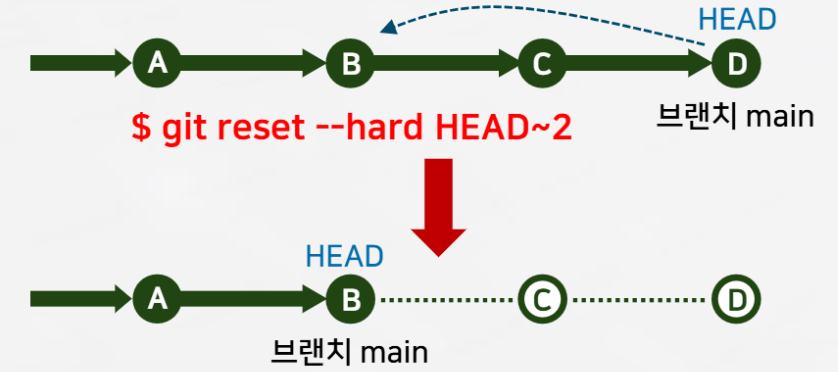 HEAD
A B C D
브랜치 main
$ git reset --hard HEAD~2
HEAD
A B C D
브랜치 main